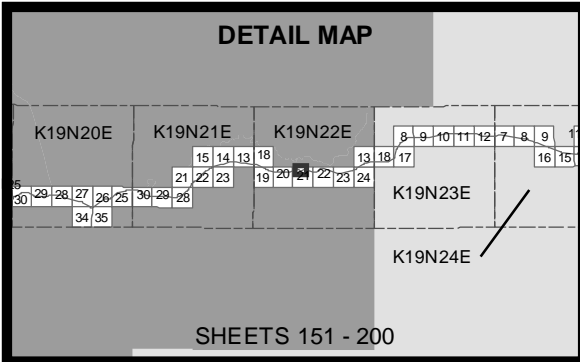 DETAIL MAP
K19N20E K19N21E K19N22E
8 9 10 11 12 7 8 9
15 14 13 18 13 18 17 16 15
21 22 23 19 20 21 22 23 24
K19N23E
30 29 28 27 26 25 30 29 28
34 35
K19N24E
SHEETS 151 - 200